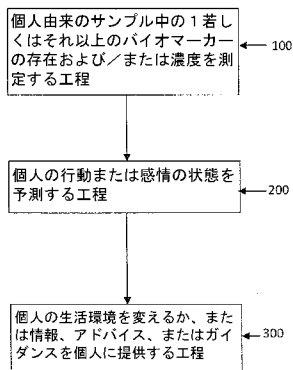 個人由来のサンプル中の1若し
くはそれ以上のバイオマーカー
の存在および/または濃度を測
定する工程
100
個人の行動または感情の状態を
予測する工程
200
個人の生活環境を変えるか、また
は情報、アドバイス、またはガイ
ダンスを個人に提供する工程
300